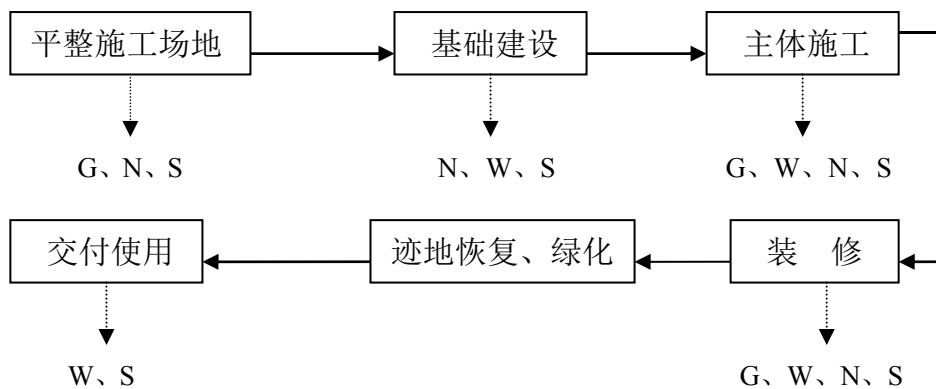 平整施工场地
基础建设
主体施工
G、N、S
N、W、S
G、W、N、S
交付使用
迹地恢复、绿化
装 修
W、S
G、W、N、S